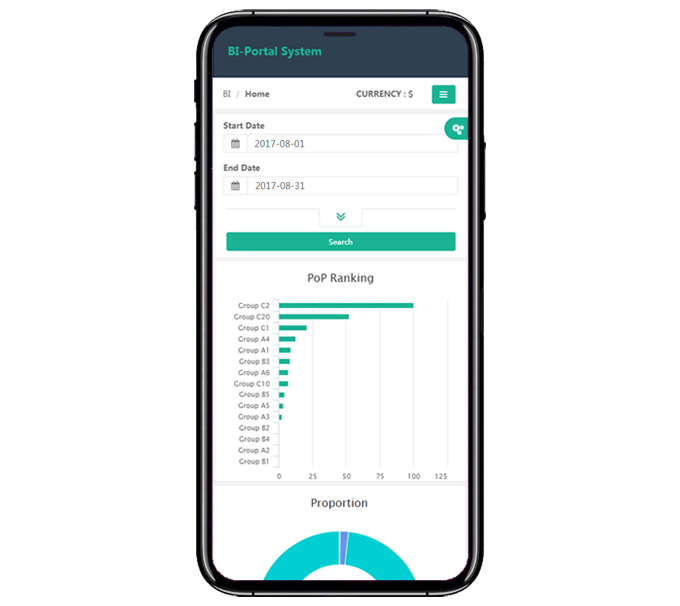 BI-Portal System
BI / Home
CURRENCY : $
Start Date
2017-08-01
End Date
2017-08-31
Search
PoP Ranking
Group C2
Group C20
Group C1
Group A4
Group A1
Group B3
Group A6
Group C10
Group B5
Group A5
Group A3
Group B2
Group B4
Group A2
Group B1
0 25 50 75 100 125
Proportion